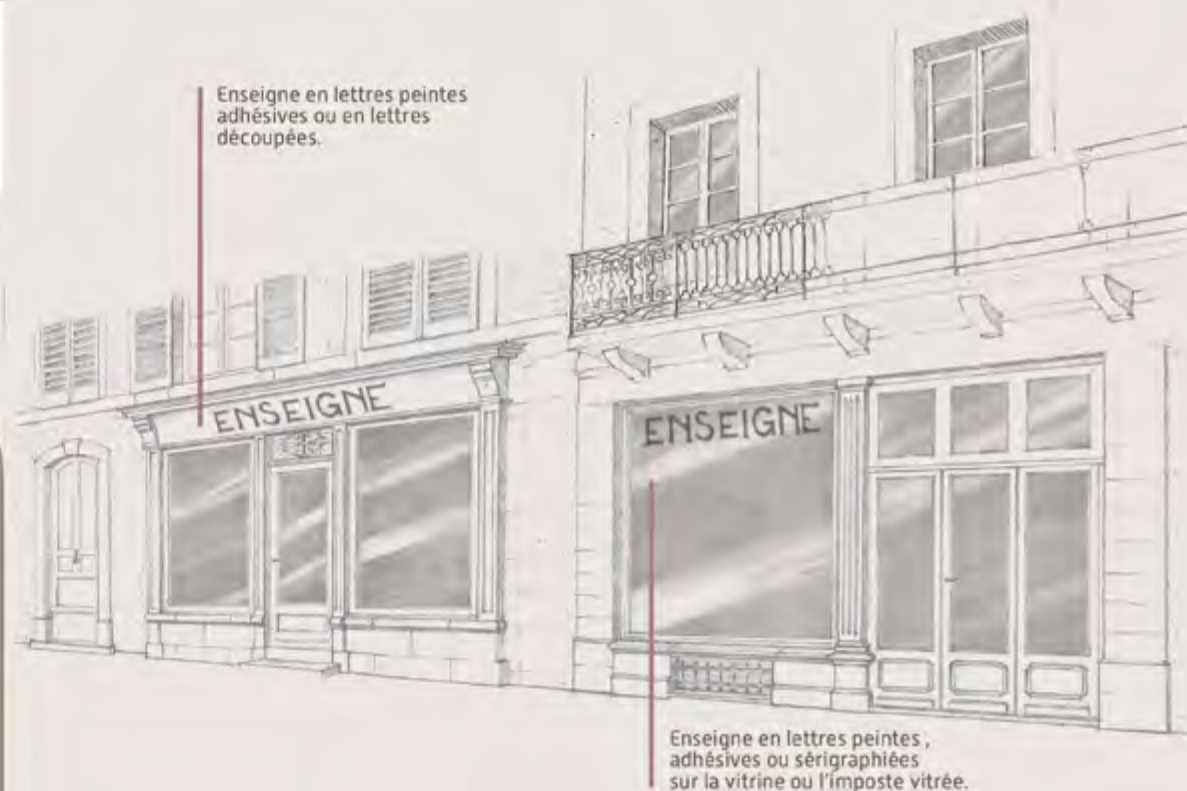 Enseigne en lettres peintes
adhésives ou en lettres
découpées.
ENSEIGNE
ENSEIGNE
Enseigne en lettres peintes,
adhésives ou sérigraphiées
sur la vitrine ou l'imposte vitrée.